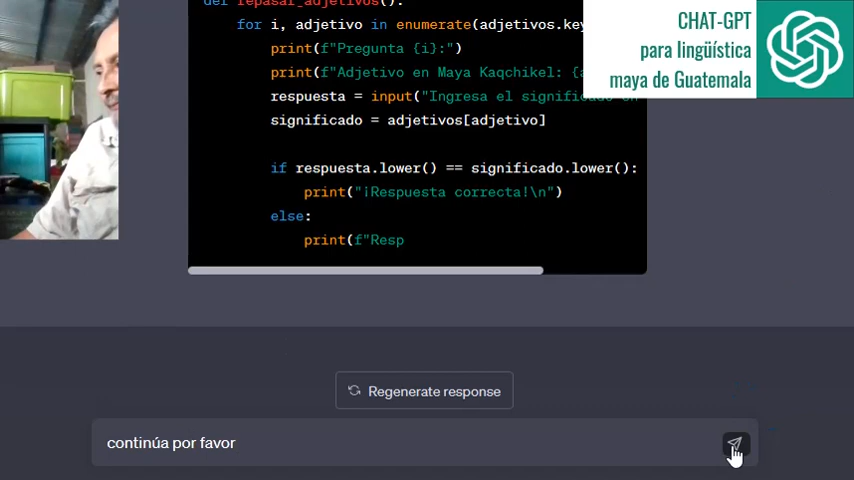 def repasar_adjetivos():
for i, adjetivo in enumerate(adjetivos.key
print(f"Pregunta {i}:")
print(f"Adjetivo en Maya Kaqchikel: {a
respuesta = input("Ingresa el significado en
significado = adjetivos[adjetivo]
if respuesta.lower() == significado.lower():
print("¡Respuesta correcta!\n")
else:
print(f"Resp
CHAT-GPT
para lingüística
maya de Guatemala
Regenerate response
continúa por favor